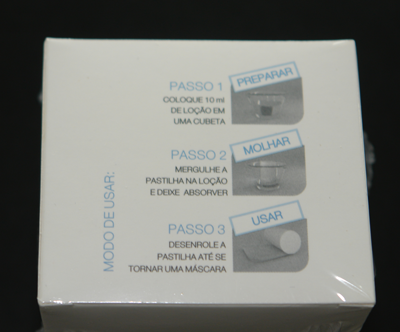 MODO DE USAR:
PASSO 1
PREPARAR
COLOQUE 10 ml
DE LOÇÃO EM
UMA CUBETA
PASSO 2
MOLHAR
MERGULHE A
PASTILHA NA LOÇÃO
E DEIXE ABSORVER
PASSO 3
USAR
DESENROLE A
PASTILHA ATÉ SE
TORNAR UMA MÁSCARA